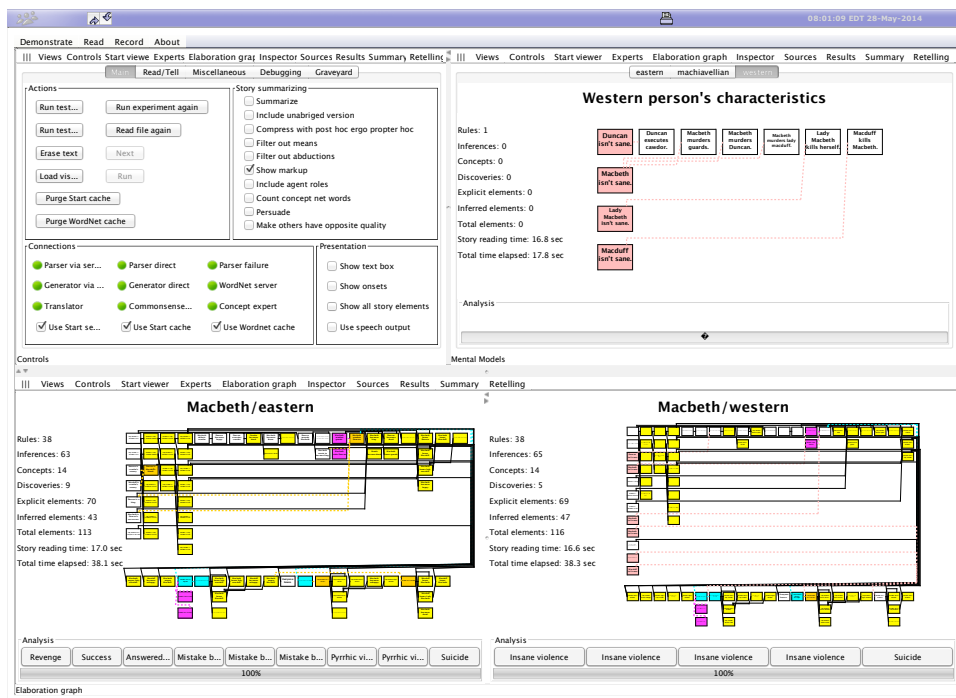 08:01:09 EDT 28-May-2014
Demonstrate Read Record About
Views Controls Start viewe Experts Elaboration graj Inspector Sources Results Summary Retelling
Main Read/Tell Miscellaneous Debugging Graveyard
Actions
Run test... Run experiment again
Run test... Read file again
Erase text Next
Load vis... Run
Purge Start cache
Purge WordNet cache
Story summarizing
Summarize
Include unabriged version
Compress with post hoc ergo propter hoc
Filter out means
Filter out abductions
Show markup
Include agent roles
Count concept net words
Persuade
Make others have opposite quality
Connections
Parser via ser... Parser direct Parser failure
Generator via ... Generator direct WordNet server
Translator Commonsense... Concept expert
Use Start se... Use Start cache Use Wordnet cache
Presentation
Show text box
Show onsets
Show all story elements
Use speech output
Controls
Views Controls Start viewer Experts Elaboration graph Inspector Sources Results Summary Retelling
eastern machiavellian western
Western person's characteristics
Rules: 1
Inferences: 0
Concepts: 0
Discoveries: 0
Explicit elements: 0
Inferred elements: 0
Total elements: 0
Story reading time: 16.8 sec
Total time elapsed: 17.8 sec
Duncan isn't sane.
Duncan executes cawdor.
Macbeth murders guards.
Macbeth murders Duncan.
Macbeth murders lady macduff.
Lady Macbeth kills herself.
Macduff kills Macbeth.
Macbeth isn't sane.
Lady Macbeth isn't sane.
Macduff isn't sane.
Analysis
Mental Models
Views Controls Start viewer Experts Elaboration graph Inspector Sources Results Summary Retelling
Macbeth/eastern
Rules: 38
Inferences: 63
Concepts: 14
Discoveries: 9
Explicit elements: 70
Inferred elements: 43
Total elements: 113
Story reading time: 17.0 sec
Total time elapsed: 38.1 sec
Analysis
Revenge Success Answered... Mistake b... Mistake b... Mistake b... Pyrrhic vi... Pyrrhic vi... Suicide
100%
Macbeth/western
Rules: 38
Inferences: 65
Concepts: 14
Discoveries: 5
Explicit elements: 69
Inferred elements: 47
Total elements: 116
Story reading time: 16.6 sec
Total time elapsed: 38.3 sec
Analysis
Insane violence Insane violence Insane violence Insane violence Suicide
100%
Elaboration graph